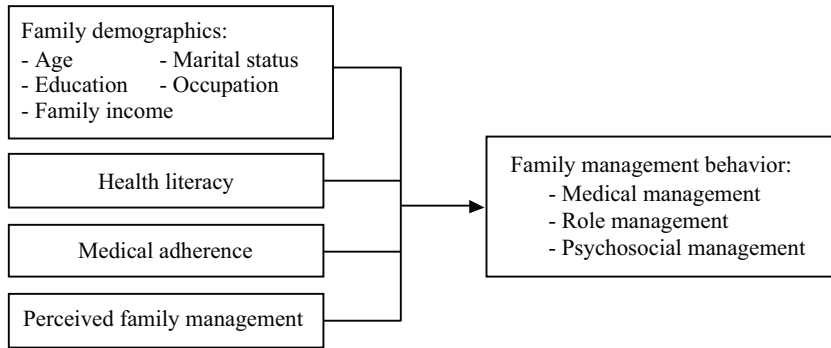 Family demographics:
- Age - Marital status
- Education - Occupation
- Family income
Health literacy
Medical adherence
Perceived family management
Family management behavior:
- Medical management
- Role management
- Psychosocial management